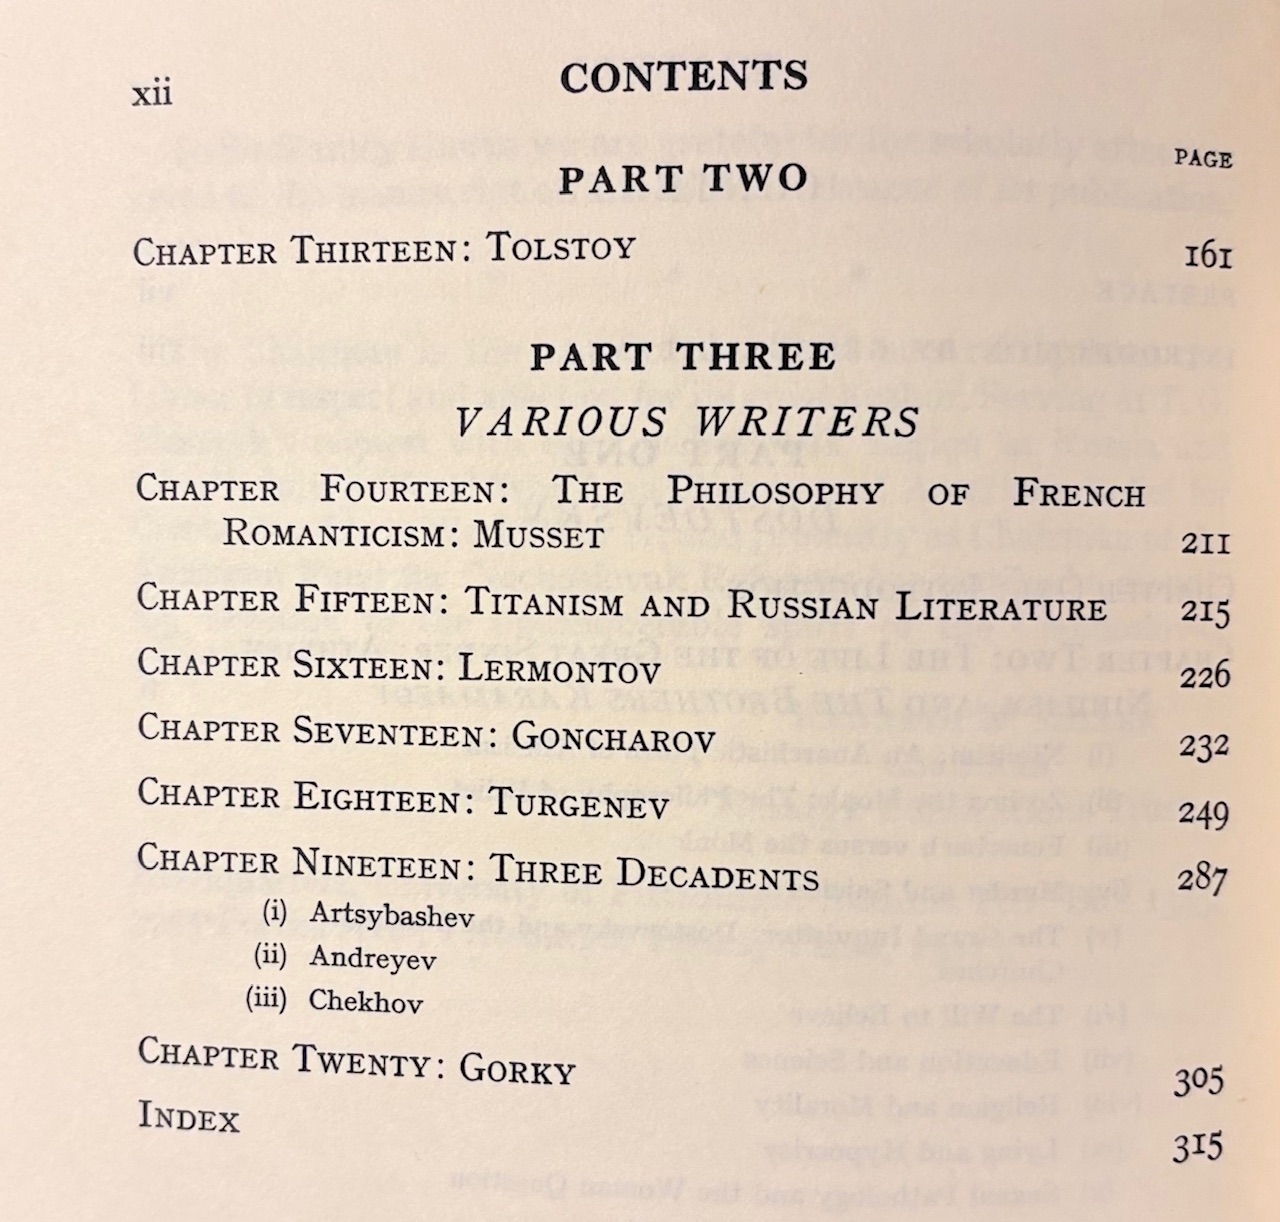 xii
CONTENTS
PAGE
PART TWO
CHAPTER THIRTEEN: TOLSTOY 161
PART THREE
VARIOUS WRITERS
CHAPTER FOURTEEN: THE PHILOSOPHY OF FRENCH
ROMANTICISM: MUSSET 211
CHAPTER FIFTEEN: TITANISM AND RUSSIAN LITERATURE 215
CHAPTER SIXTEEN: LERMONTOV 226
CHAPTER SEVENTEEN: GONCHAROV 232
CHAPTER EIGHTEEN: TURGENEV 249
CHAPTER NINETEEN: THREE DECADENTS 287
(i) Artsybashev
(ii) Andreyev
(iii) Chekhov
CHAPTER TWENTY: GORKY 305
INDEX 315